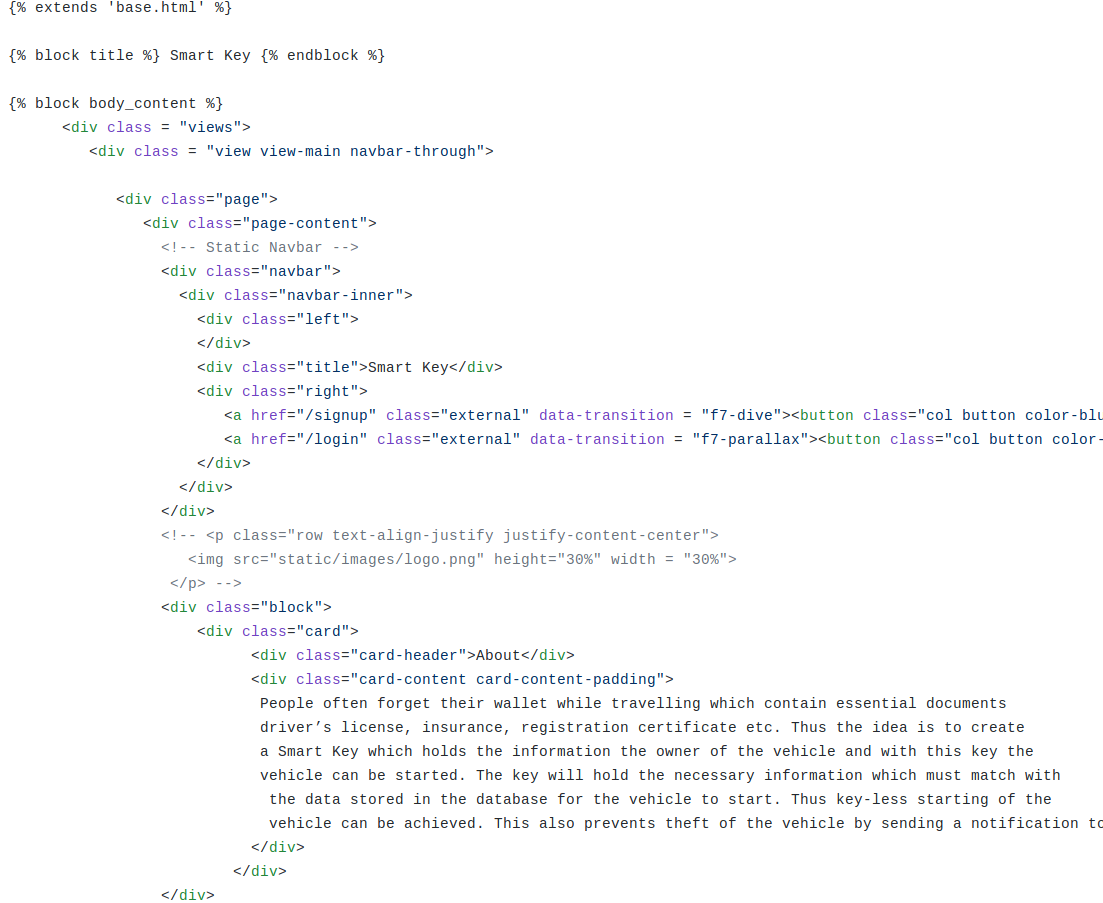 {% extends 'base.html' %}
{% block title %} Smart Key {% endblock %}
{% block body_content %}
<div class = "views">
<div class = "view view-main navbar-through">
<div class="page">
<div class="page-content">
<!-- Static Navbar -->
<div class="navbar">
<div class="navbar-inner">
<div class="left">
</div>
<div class="title">Smart Key</div>
<div class="right">
<a href="/signup" class="external" data-transition = "f7-dive"><button class="col button color-blu
<a href="/login" class="external" data-transition = "f7-parallax"><button class="col button color-
</div>
</div>
</div>
<!-- <p class="row text-align-justify justify-content-center">
<img src="static/images/logo.png" height="30%" width = "30%">
</p> -->
<div class="block">
<div class="card">
<div class="card-header">About</div>
<div class="card-content card-content-padding">
People often forget their wallet while travelling which contain essential documents
driver’s license, insurance, registration certificate etc. Thus the idea is to create
a Smart Key which holds the information the owner of the vehicle and with this key the
vehicle can be started. The key will hold the necessary information which must match with
the data stored in the database for the vehicle to start. Thus key-less starting of the
vehicle can be achieved. This also prevents theft of the vehicle by sending a notification to
</div>
</div>
</div>